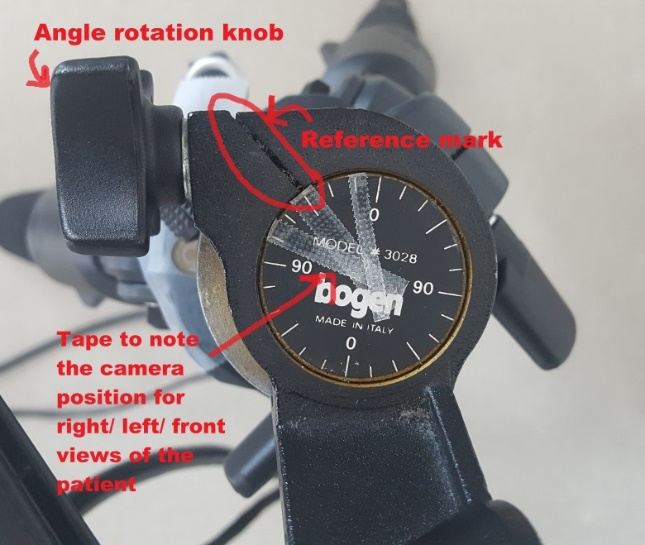 Angle rotation knob
Reference mark
0
MODEL # 3028
90
90
bogen
MADE IN ITALY
0
Tape to note
the camera
position for
right/ left/ front
views of the
patient